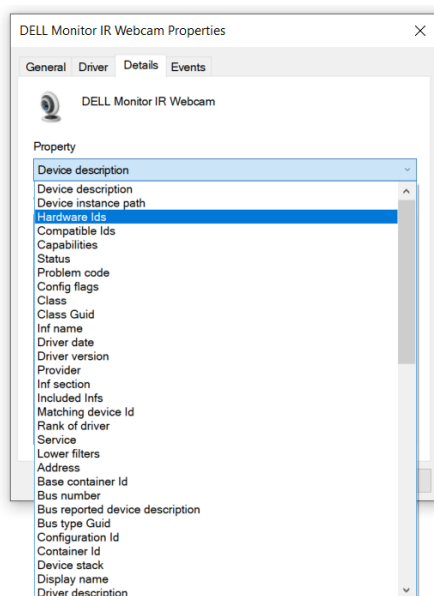 DELL Monitor IR Webcam Properties
General Driver Details Events
DELL Monitor IR Webcam
Property
Device description
Device description
Device instance path
Hardware Ids
Compatible Ids
Capabilities
Status
Problem code
Config flags
Class
Class Guid
Inf name
Driver date
Driver version
Provider
Inf section
Included Infs
Matching device Id
Rank of driver
Service
Lower filters
Address
Base container Id
Bus number
Bus reported device description
Bus type Guid
Configuration Id
Container Id
Device stack
Display name
Driver description